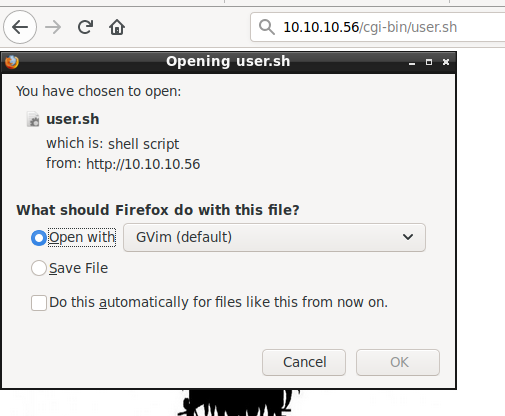 10.10.10.56/cgi-bin/user.sh
Opening user.sh
You have chosen to open:
user.sh
which is: shell script
from: http://10.10.10.56
What should Firefox do with this file?
Open with GVim (default)
Save File
Do this automatically for files like this from now on.
Cancel OK